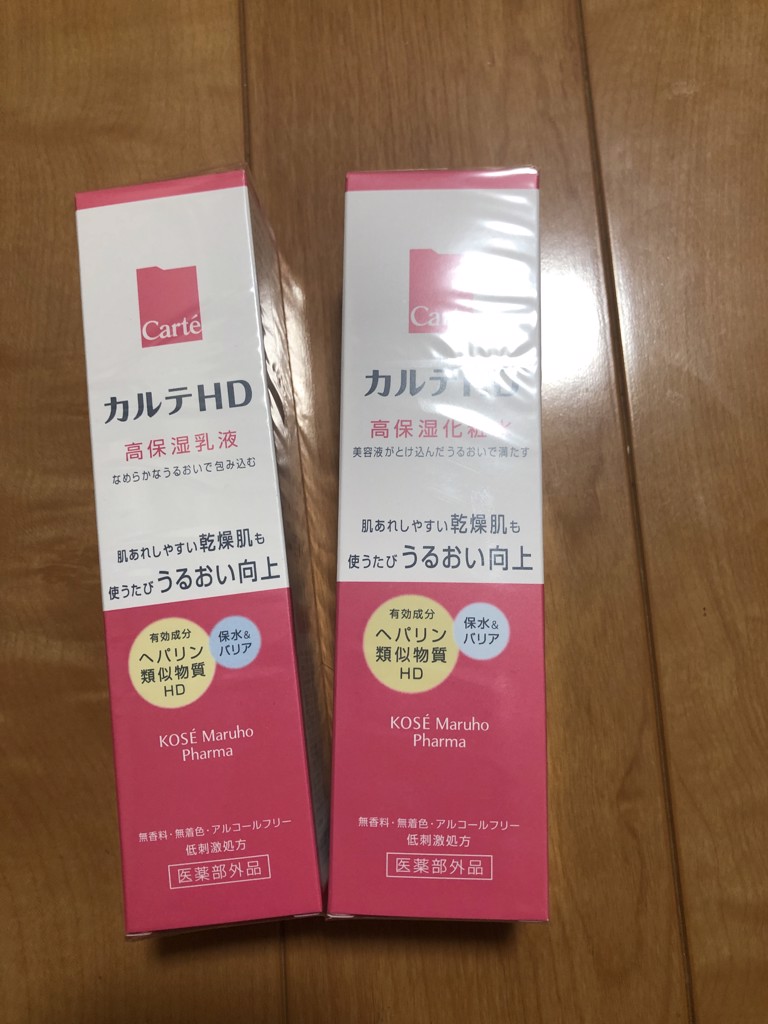 Carté
カルテHD
高保湿乳液
なめらかなうるおいで包み込む
肌あれしやすい乾燥肌も
使うたびうるおい向上
有効成分
ヘパリン
類似物質
HD
保水&
バリア
KOSÉ Maruho
Pharma
無香料・無着色・アルコールフリー
低刺激処方
医薬部外品
Carté
カルテHD
高保湿化粧水
美容液がとけ込んだうるおいで満たす
肌あれしやすい乾燥肌も
使うたびうるおい向上
有効成分
ヘパリン
類似物質
HD
保水&
バリア
KOSÉ Maruho
Pharma
無香料・無着色・アルコールフリー
低刺激処方
医薬部外品